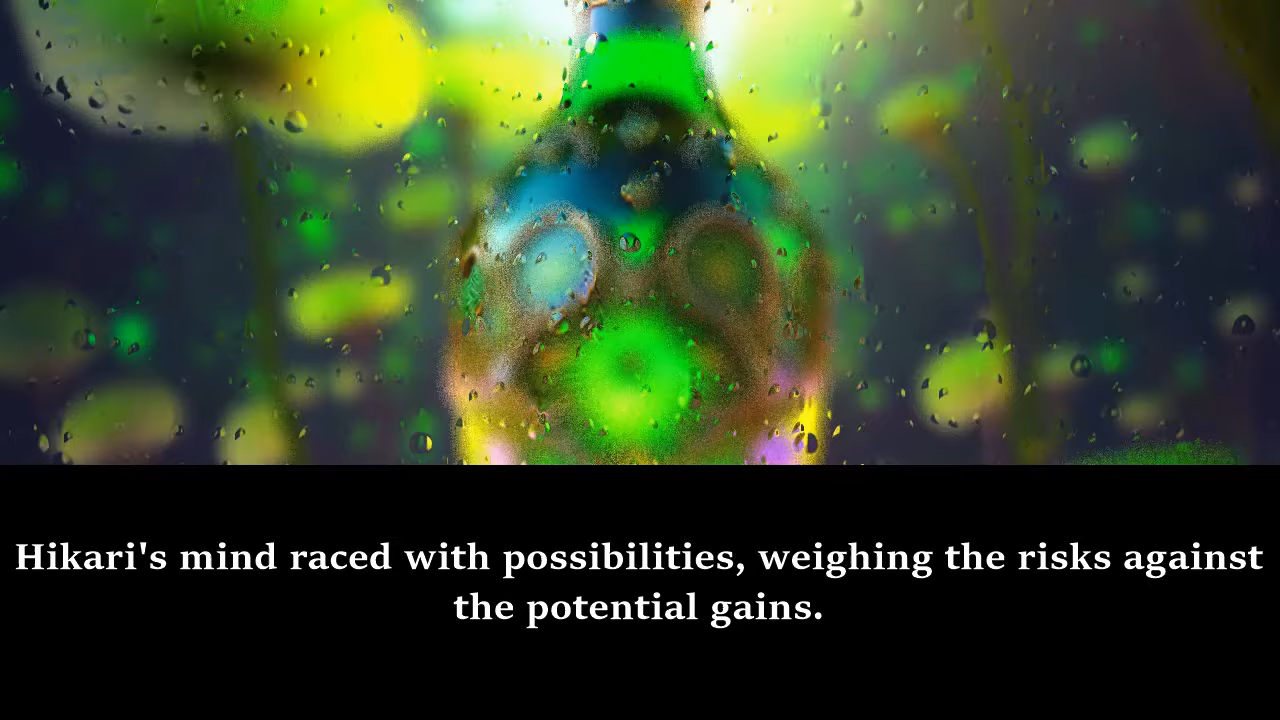 Hikari's mind raced with possibilities, weighing the risks against
the potential gains.